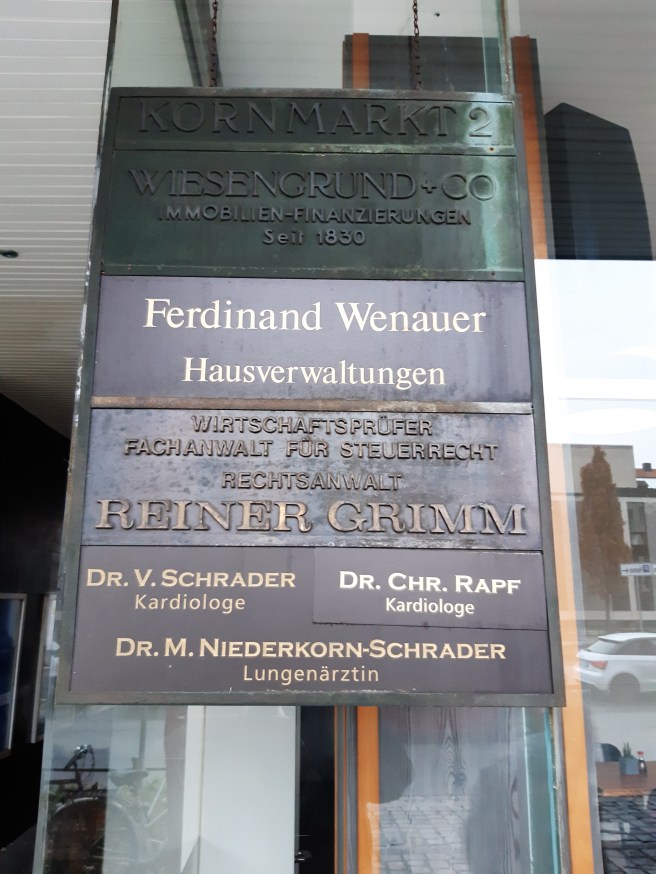 KORNMARKT 2
WIESENGRUND + CO
IMMOBILIEN-FINANZIERUNGEN
Seit 1830
Ferdinand Wenauer
Hausverwaltungen
WIRTSCHAFTSPRÜFER
FACHANWALT FÜR STEUERRECHT
RECHTSANWALT
REINER GRIMM
DR. V. SCHRADER
Kardiologe
DR. CHR. RAPF
Kardiologe
DR. M. NIEDERKORN-SCHRADER
Lungenärztin